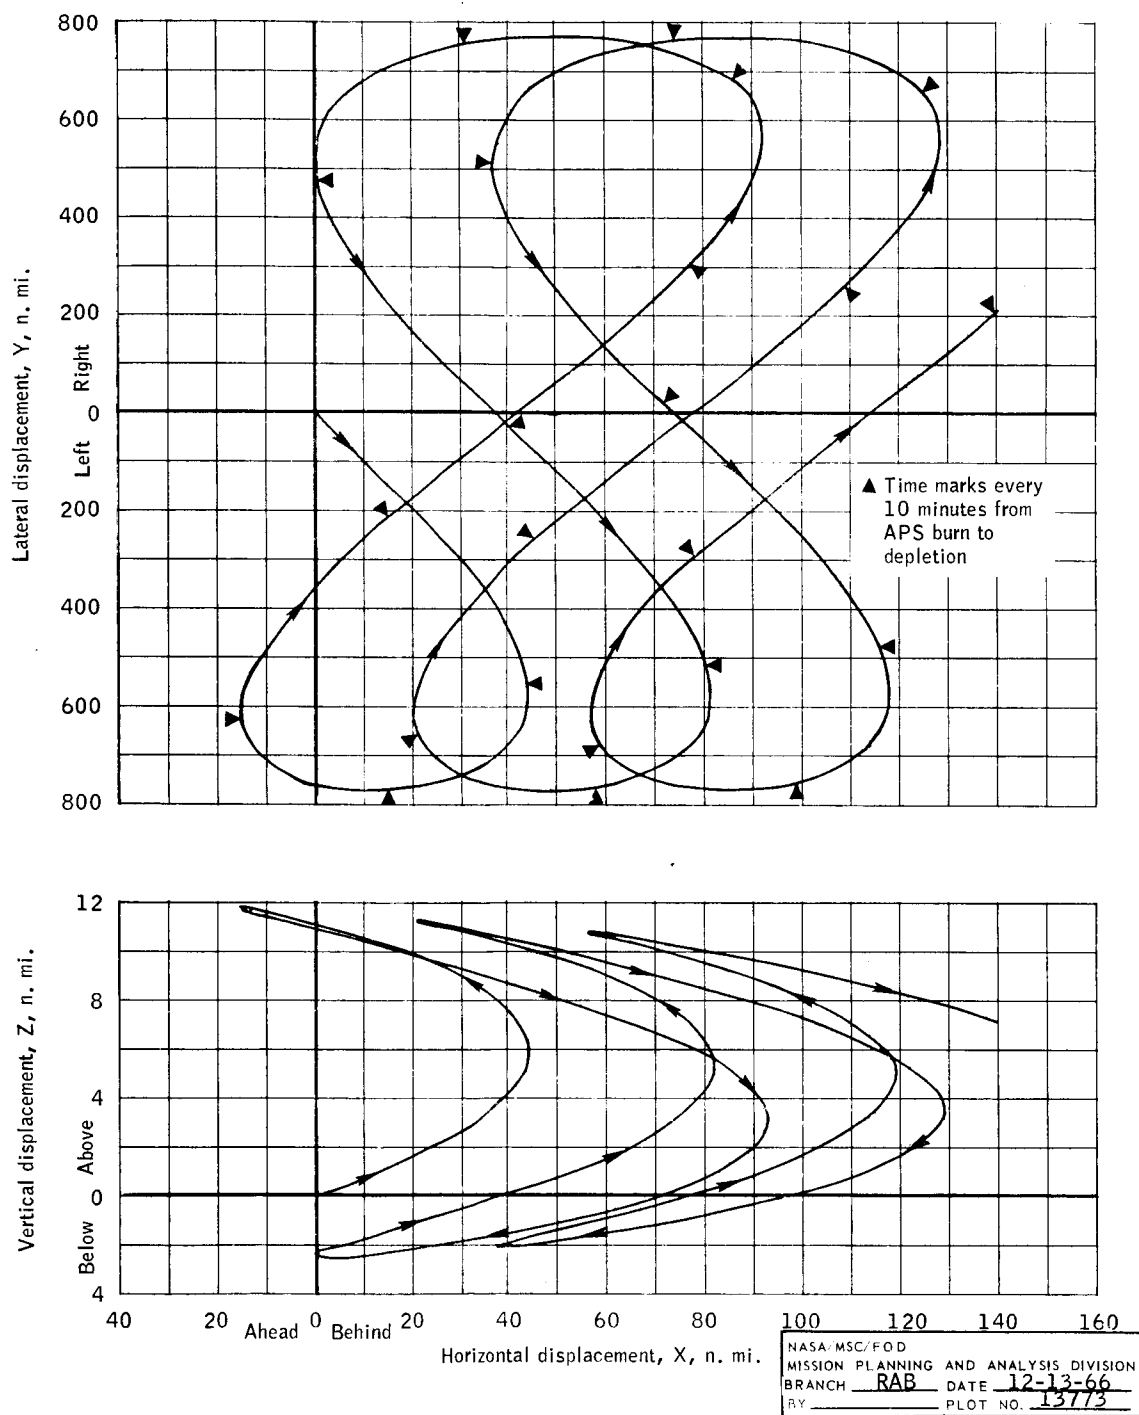 800
600
400
200
0
200
400
600
800
Lateral displacement, Y, n. mi.
Right
Left
▲ Time marks every
10 minutes from
APS burn to
depletion
12
8
4
0
4
Vertical displacement, Z, n. mi.
Above
Below
40 20 0 20 40 60 80 100 120 140 160
Ahead Behind
Horizontal displacement, X, n. mi.
NASA/MSC/FOD
MISSION PLANNING AND ANALYSIS DIVISION
BRANCH RAB DATE 12-13-66
BY PLOT NO. 13773